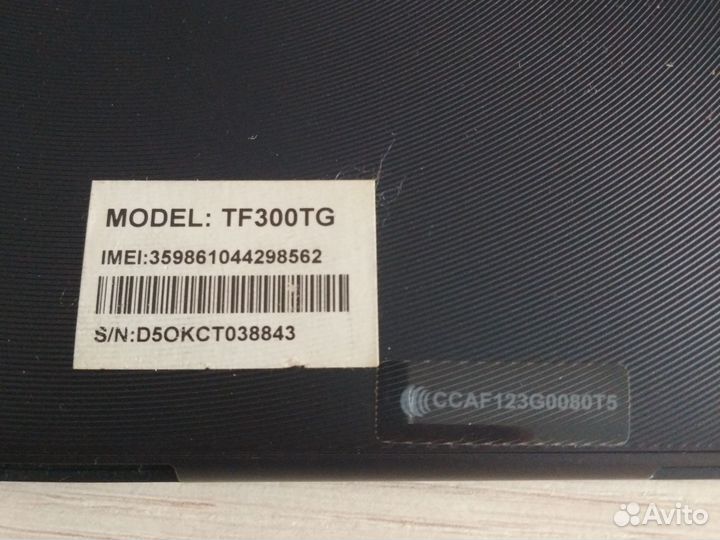 MODEL: TF300TG
IMEI:359861044298562
S/N:D5OKCT038843
CCAF123G0080T5
Avito